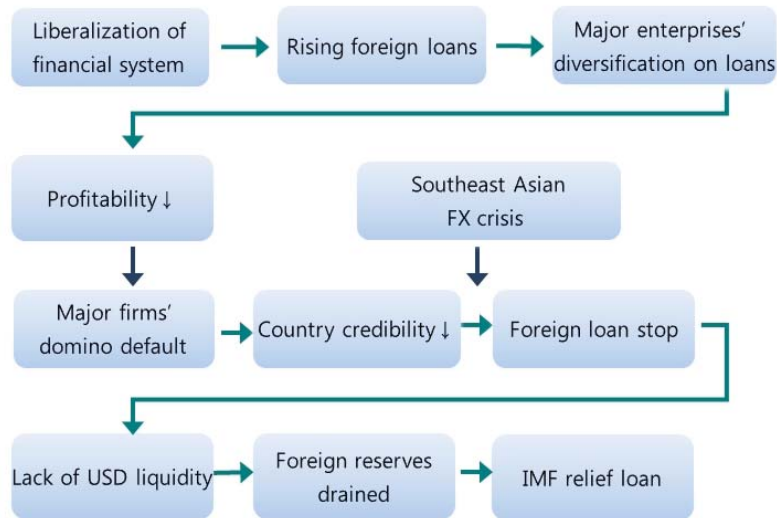 Liberalization of
financial system
Rising foreign loans
Major enterprises’
diversification on loans
Profitability↓
Southeast Asian
FX crisis
Major firms’
domino default
Country credibility↓
Foreign loan stop
Lack of USD liquidity
Foreign reserves
drained
IMF relief loan